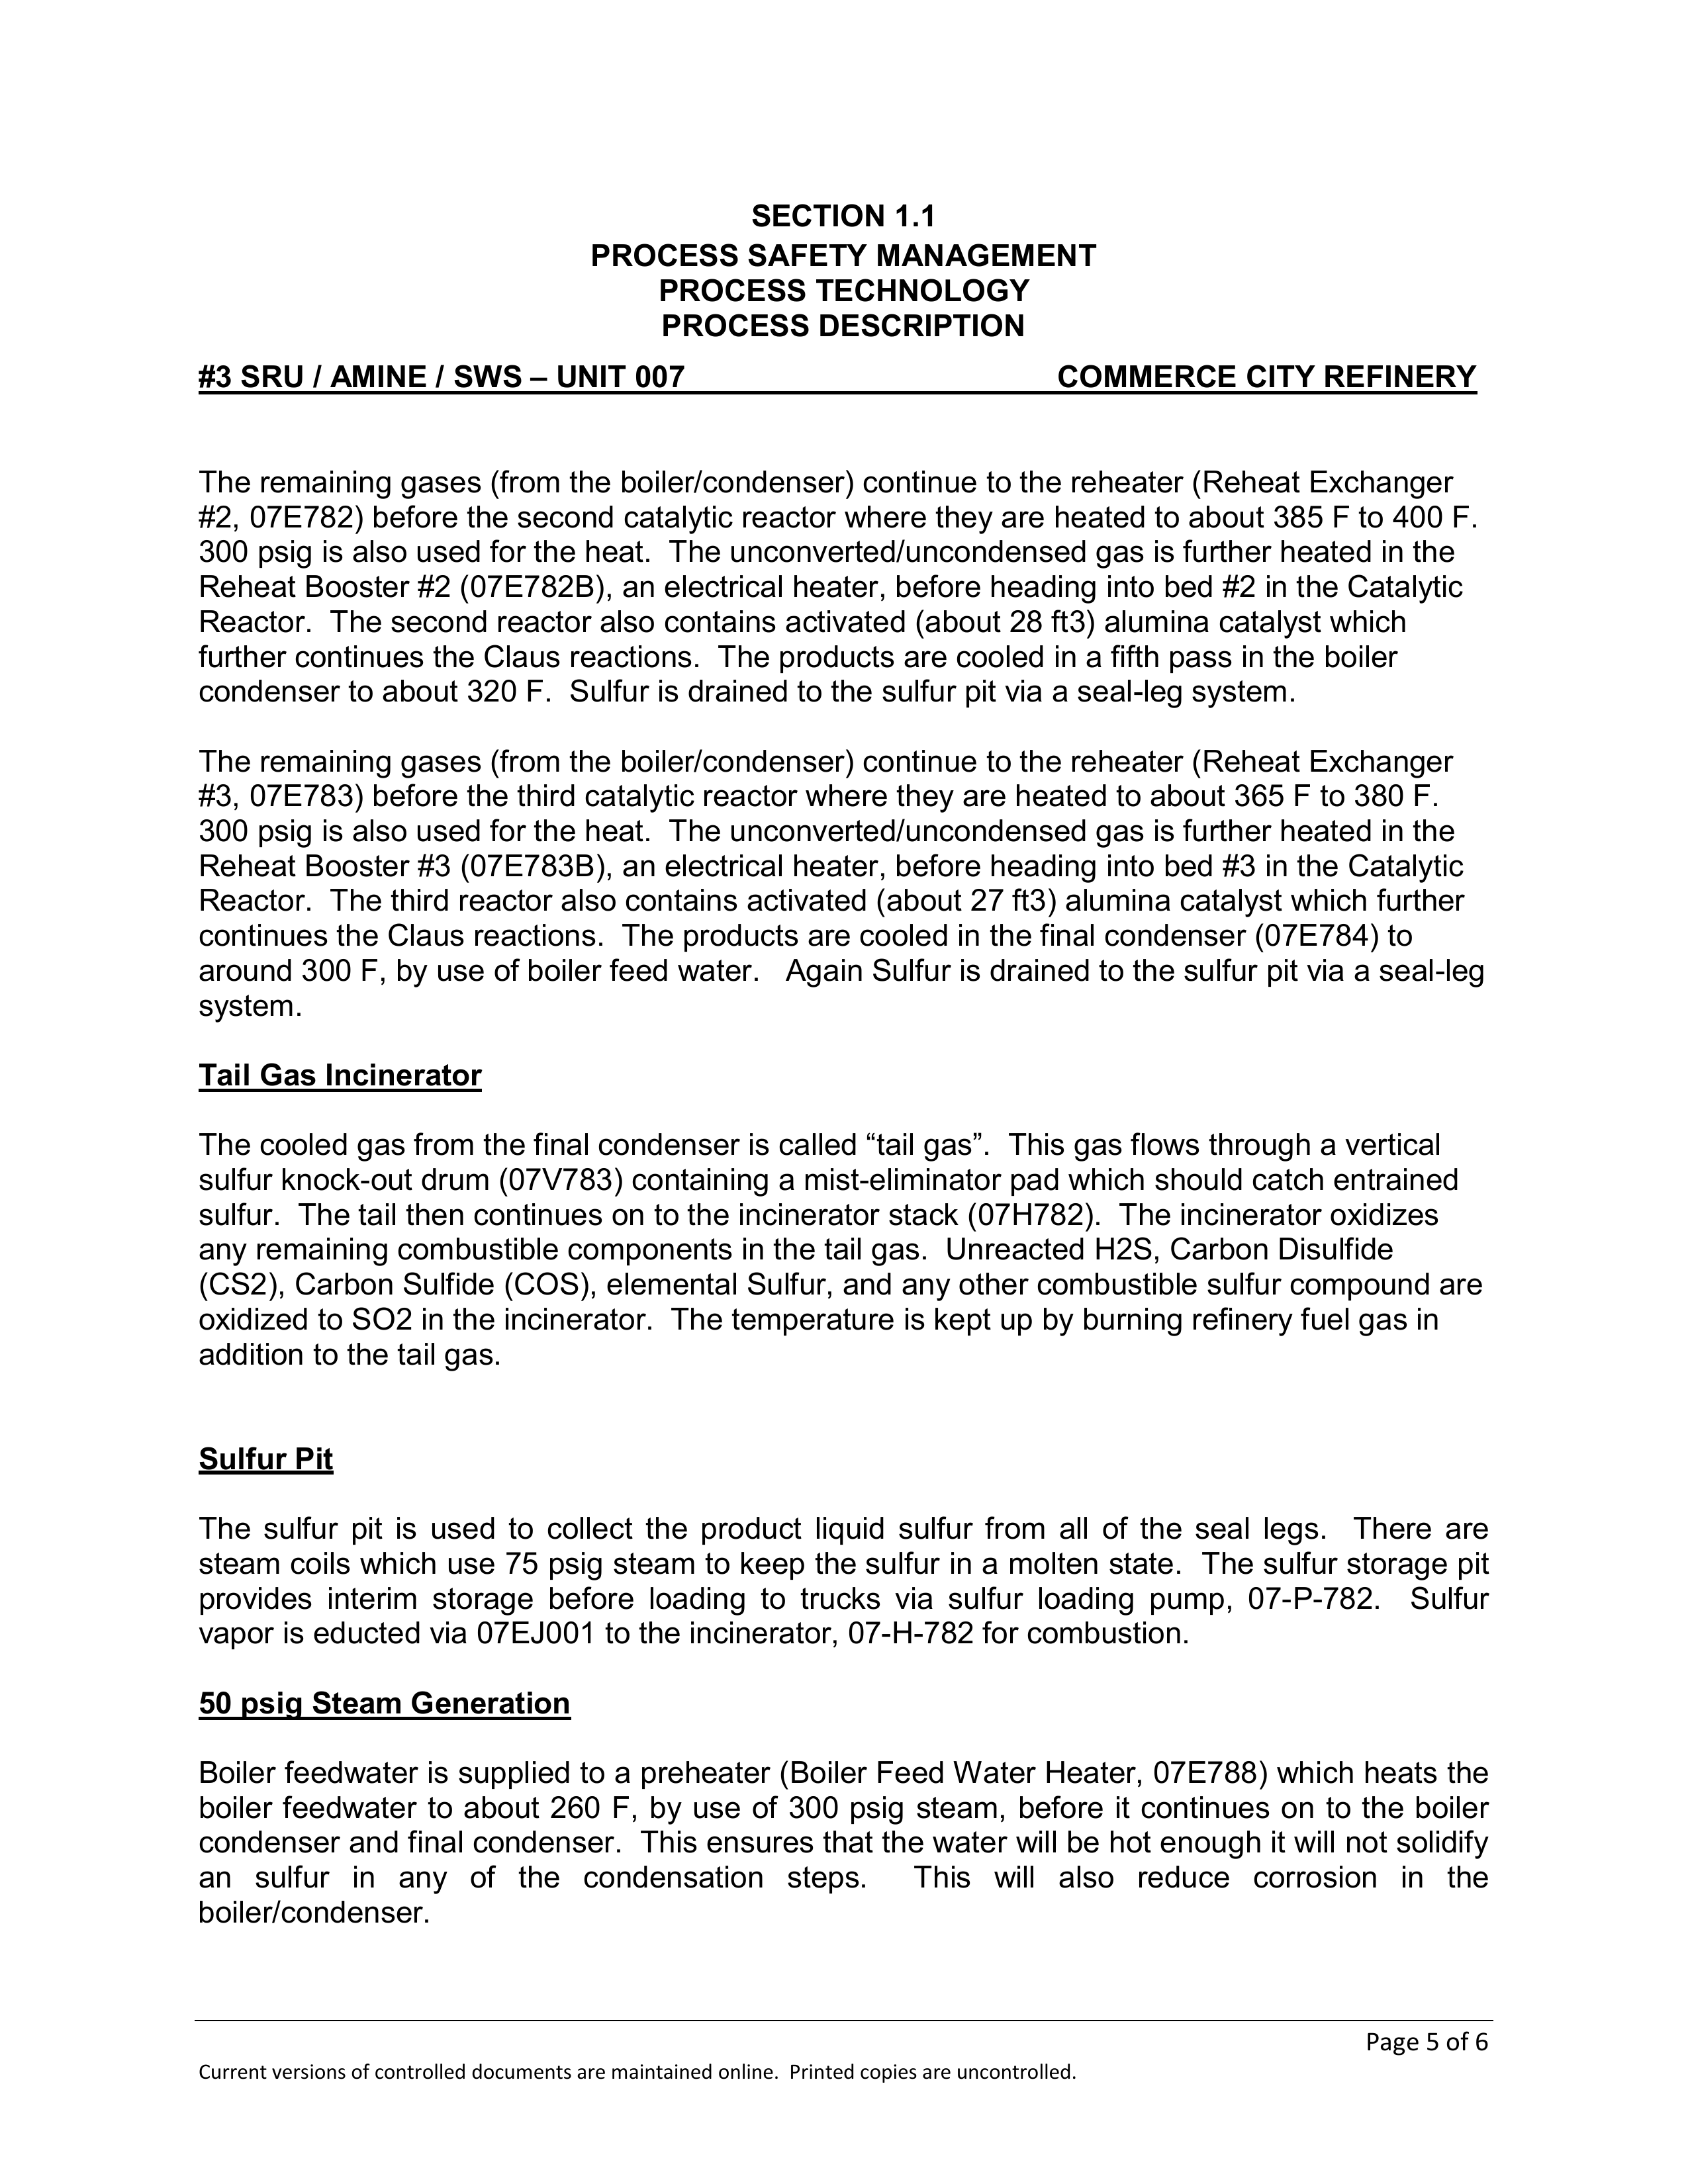 SECTION 1.1
PROCESS SAFETY MANAGEMENT
PROCESS TECHNOLOGY
PROCESS DESCRIPTION
#3 SRU / AMINE / SWS – UNIT 007 COMMERCE CITY REFINERY
The remaining gases (from the boiler/condenser) continue to the reheater (Reheat Exchanger
#2, 07E782) before the second catalytic reactor where they are heated to about 385 F to 400 F.
300 psig is also used for the heat.  The unconverted/uncondensed gas is further heated in the
Reheat Booster #2 (07E782B), an electrical heater, before heading into bed #2 in the Catalytic
Reactor.  The second reactor also contains activated (about 28 ft3) alumina catalyst which
further continues the Claus reactions.  The products are cooled in a fifth pass in the boiler
condenser to about 320 F.  Sulfur is drained to the sulfur pit via a seal-leg system.
The remaining gases (from the boiler/condenser) continue to the reheater (Reheat Exchanger
#3, 07E783) before the third catalytic reactor where they are heated to about 365 F to 380 F.
300 psig is also used for the heat.  The unconverted/uncondensed gas is further heated in the
Reheat Booster #3 (07E783B), an electrical heater, before heading into bed #3 in the Catalytic
Reactor.  The third reactor also contains activated (about 27 ft3) alumina catalyst which further
continues the Claus reactions.  The products are cooled in the final condenser (07E784) to
around 300 F, by use of boiler feed water.   Again Sulfur is drained to the sulfur pit via a seal-leg
system.
Tail Gas Incinerator
The cooled gas from the final condenser is called “tail gas”.  This gas flows through a vertical
sulfur knock-out drum (07V783) containing a mist-eliminator pad which should catch entrained
sulfur.  The tail then continues on to the incinerator stack (07H782).  The incinerator oxidizes
any remaining combustible components in the tail gas.  Unreacted H2S, Carbon Disulfide
(CS2), Carbon Sulfide (COS), elemental Sulfur, and any other combustible sulfur compound are
oxidized to SO2 in the incinerator.  The temperature is kept up by burning refinery fuel gas in
addition to the tail gas.
Sulfur Pit
The sulfur pit is used to collect the product liquid sulfur from all of the seal legs.  There are
steam coils which use 75 psig steam to keep the sulfur in a molten state.  The sulfur storage pit
provides interim storage before loading to trucks via sulfur loading pump, 07-P-782.  Sulfur
vapor is educted via 07EJ001 to the incinerator, 07-H-782 for combustion.
50 psig Steam Generation
Boiler feedwater is supplied to a preheater (Boiler Feed Water Heater, 07E788) which heats the
boiler feedwater to about 260 F, by use of 300 psig steam, before it continues on to the boiler
condenser and final condenser.  This ensures that the water will be hot enough it will not solidify
an sulfur in any of the condensation steps.  This will also reduce corrosion in the
boiler/condenser.
Page 5 of 6
Current versions of controlled documents are maintained online.  Printed copies are uncontrolled.